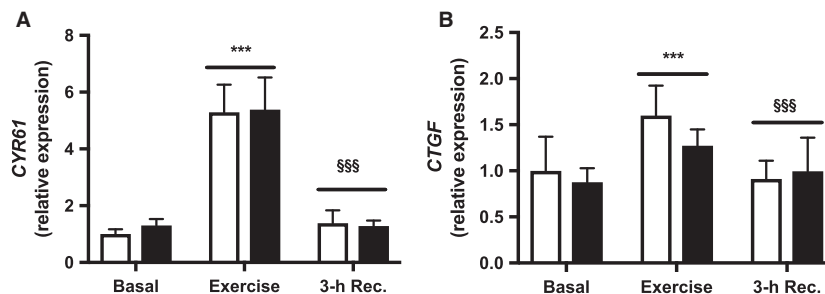 A
CYR61
(relative expression)
8
6
4
2
0
***
§§§
Basal
Exercise
3-h Rec.
B
CTGF
(relative expression)
2.5
2.0
1.5
1.0
0.5
0.0
***
§§§
Basal
Exercise
3-h Rec.